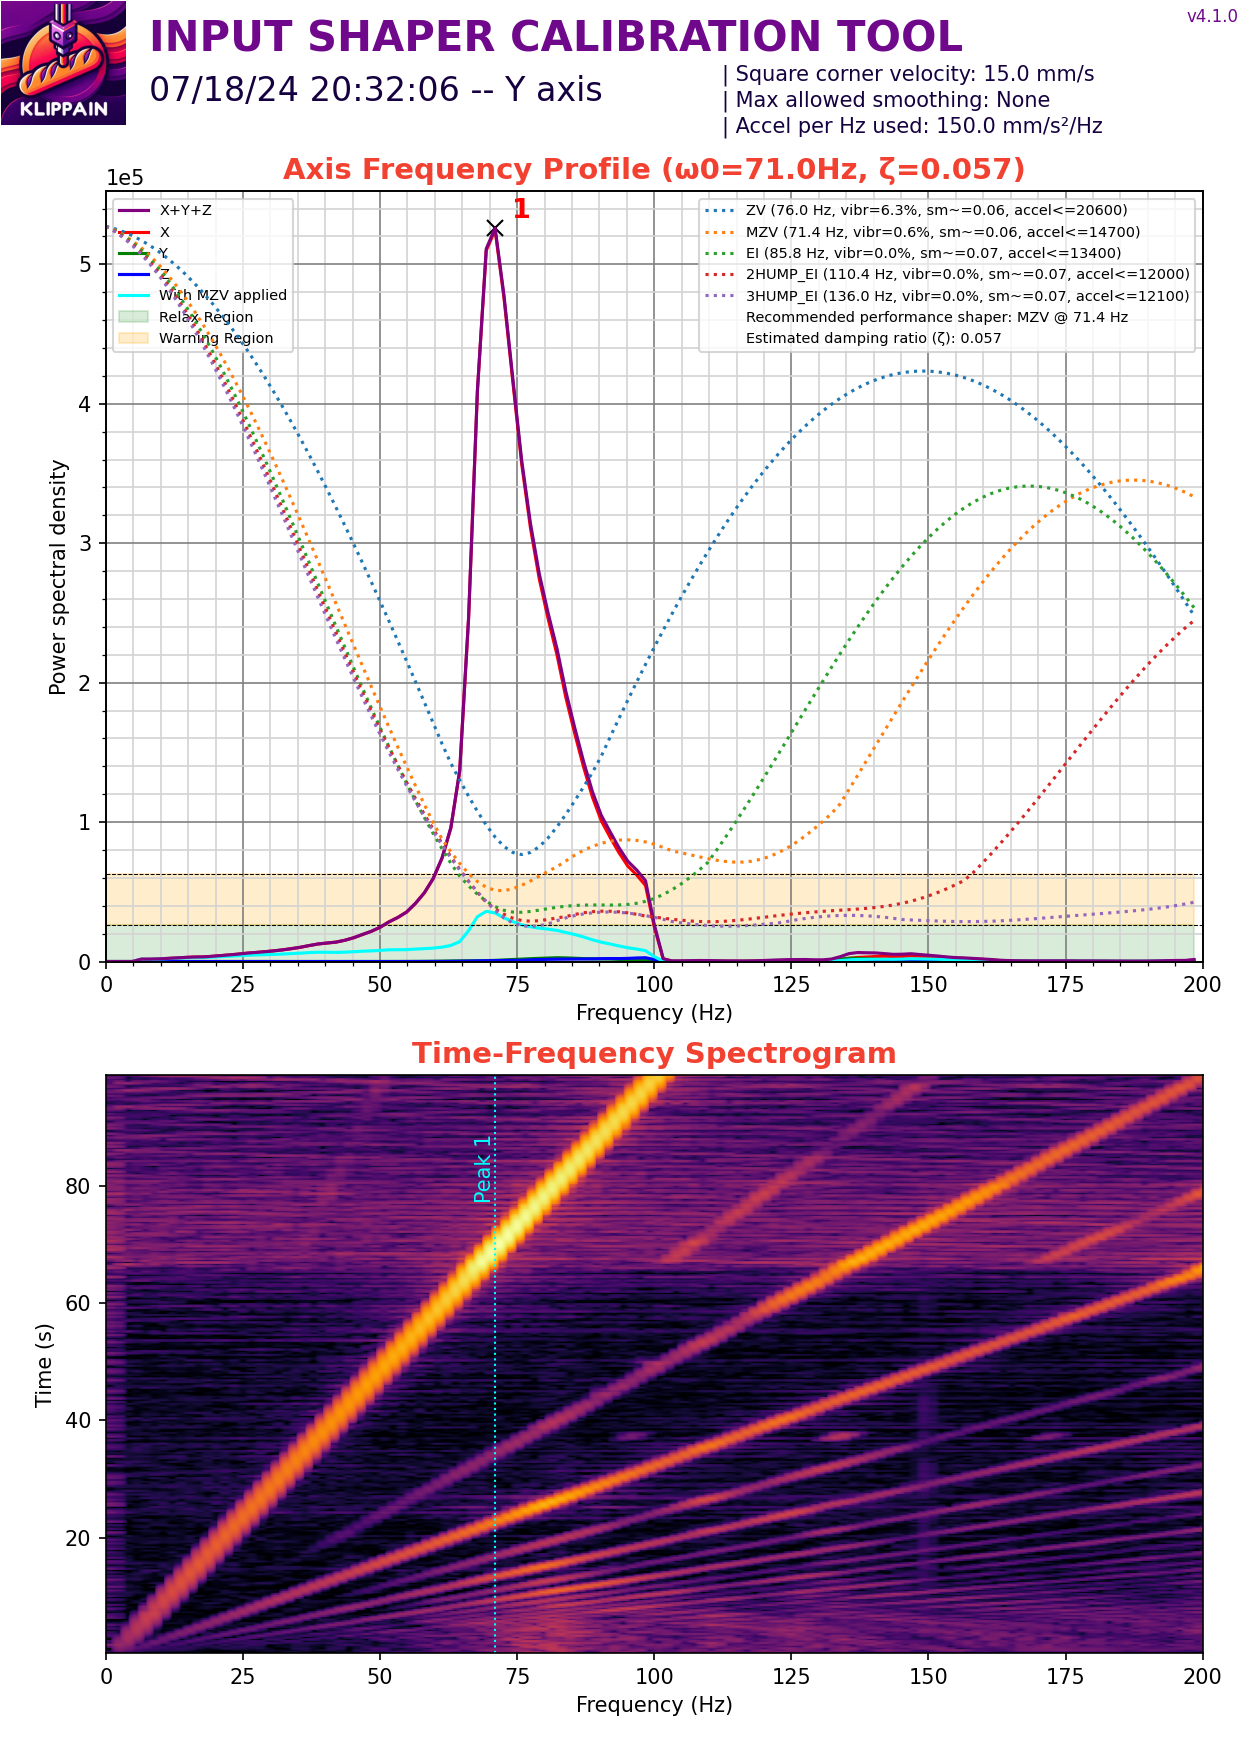 KLIPPAIN
INPUT SHAPER CALIBRATION TOOL
v4.1.0
07/18/24 20:32:06 -- Y axis
| Square corner velocity: 15.0 mm/s
| Max allowed smoothing: None
| Accel per Hz used: 150.0 mm/s²/Hz
Axis Frequency Profile (ω0=71.0Hz, ζ=0.057)
1e5
X+Y+Z
X
Y
Z
With MZV applied
Relax Region
Warning Region
1
ZV (76.0 Hz, vibr=6.3%, sm~=0.06, accel<=20600)
MZV (71.4 Hz, vibr=0.6%, sm~=0.06, accel<=14700)
EI (85.8 Hz, vibr=0.0%, sm~=0.07, accel<=13400)
2HUMP_EI (110.4 Hz, vibr=0.0%, sm~=0.07, accel<=12000)
3HUMP_EI (136.0 Hz, vibr=0.0%, sm~=0.07, accel<=12100)
Recommended performance shaper: MZV @ 71.4 Hz
Estimated damping ratio (ζ): 0.057
Power spectral density
5
4
3
2
1
0
0 25 50 75 100 125 150 175 200
Frequency (Hz)
Time-Frequency Spectrogram
Peak 1
Time (s)
80
60
40
20
0 25 50 75 100 125 150 175 200
Frequency (Hz)